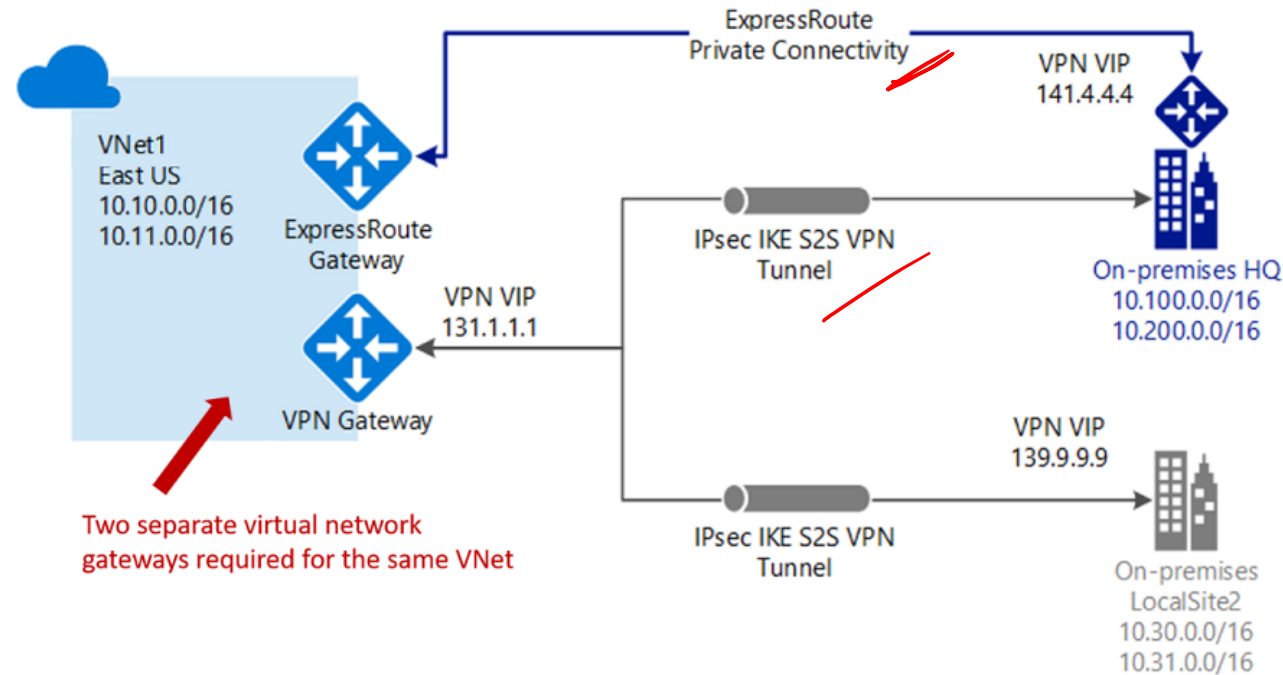 ExpressRoute
Private Connectivity
VPN VIP
141.4.4.4
VNet1
East US
10.10.0.0/16
10.11.0.0/16
ExpressRoute
Gateway
IPsec IKE S2S VPN
Tunnel
On-premises HQ
10.100.0.0/16
10.200.0.0/16
VPN VIP
131.1.1.1
VPN Gateway
VPN VIP
139.9.9.9
Two separate virtual network
gateways required for the same VNet
IPsec IKE S2S VPN
Tunnel
On-premises
LocalSite2
10.30.0.0/16
10.31.0.0/16